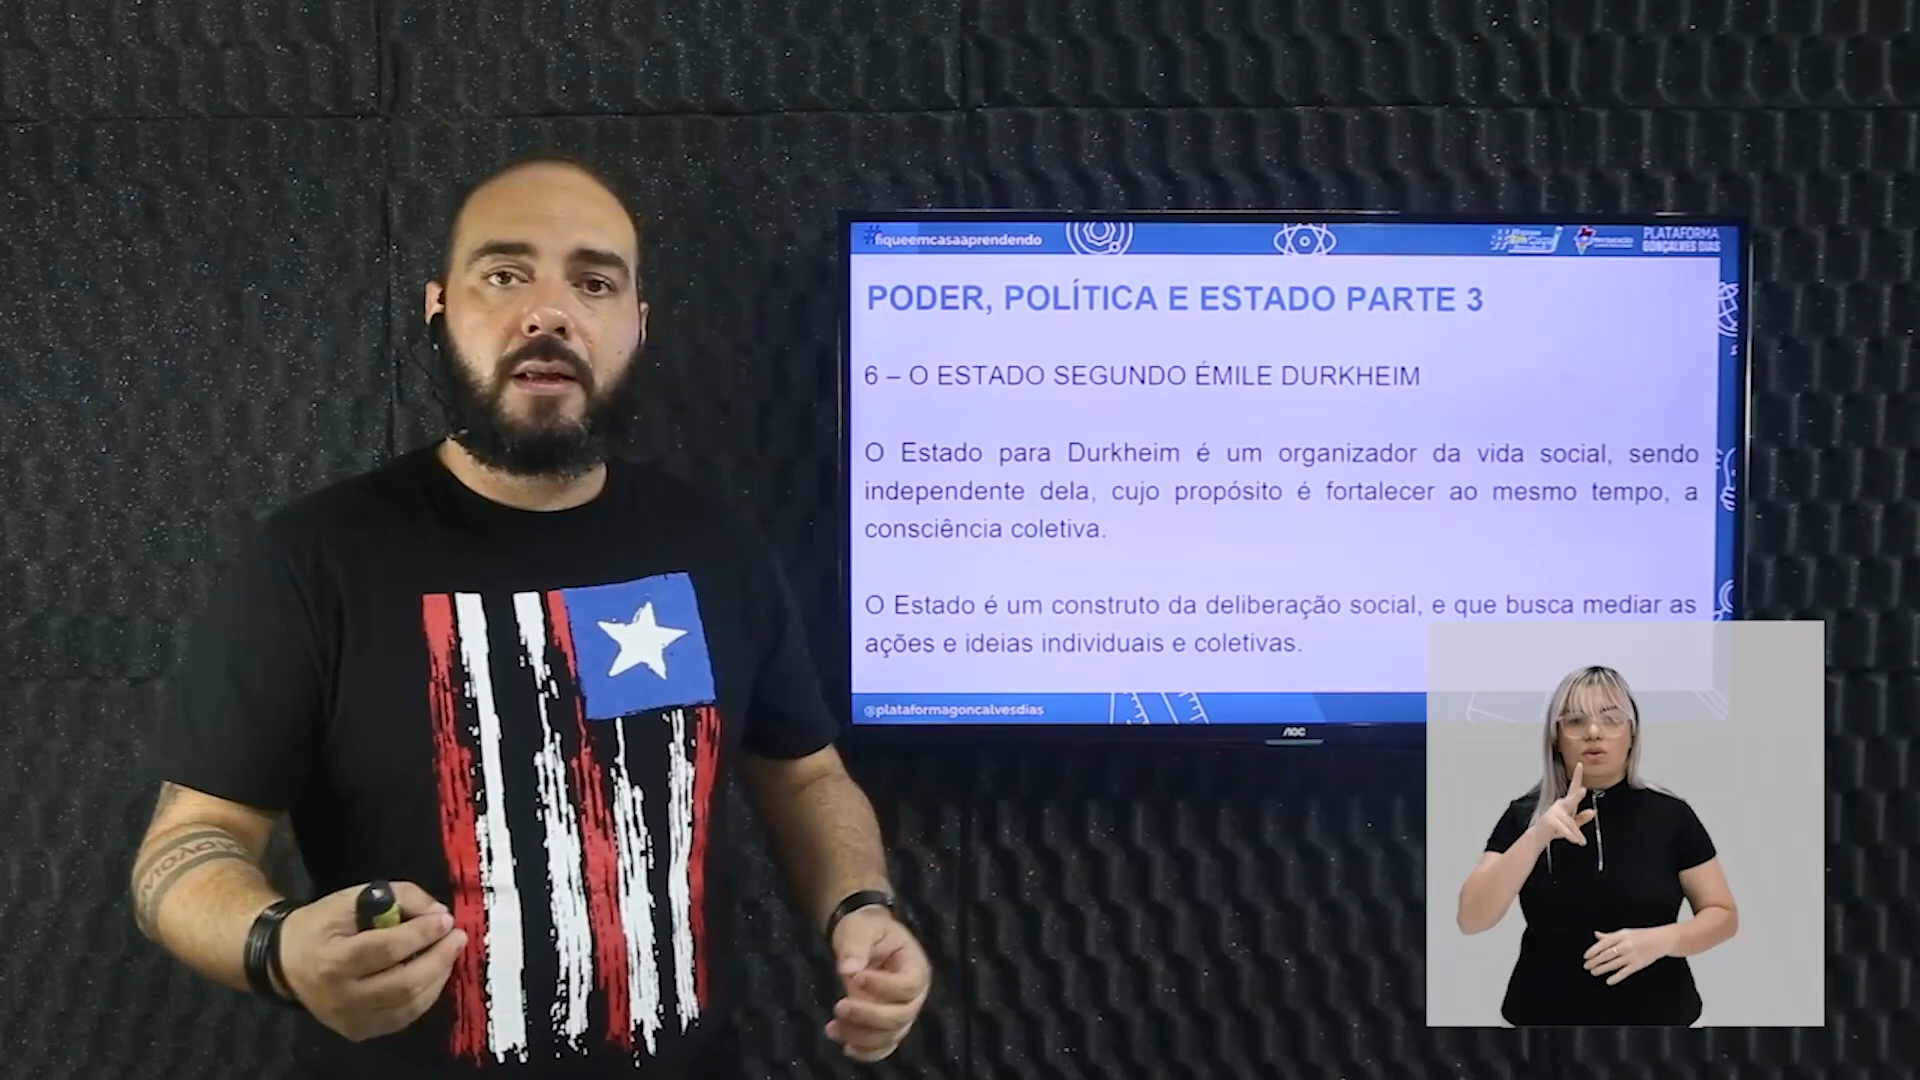 #fiqueemcasaaprendendo
PLATAFORMA
GONÇALVES DIAS
PODER, POLÍTICA E ESTADO PARTE 3
6 – O ESTADO SEGUNDO ÉMILE DURKHEIM
O Estado para Durkheim é um organizador da vida social, sendo
independente dela, cujo propósito é fortalecer ao mesmo tempo, a
consciência coletiva.
O Estado é um construto da deliberação social, e que busca mediar as
ações e ideias individuais e coletivas.
@plataformagoncalvesdias
AOC